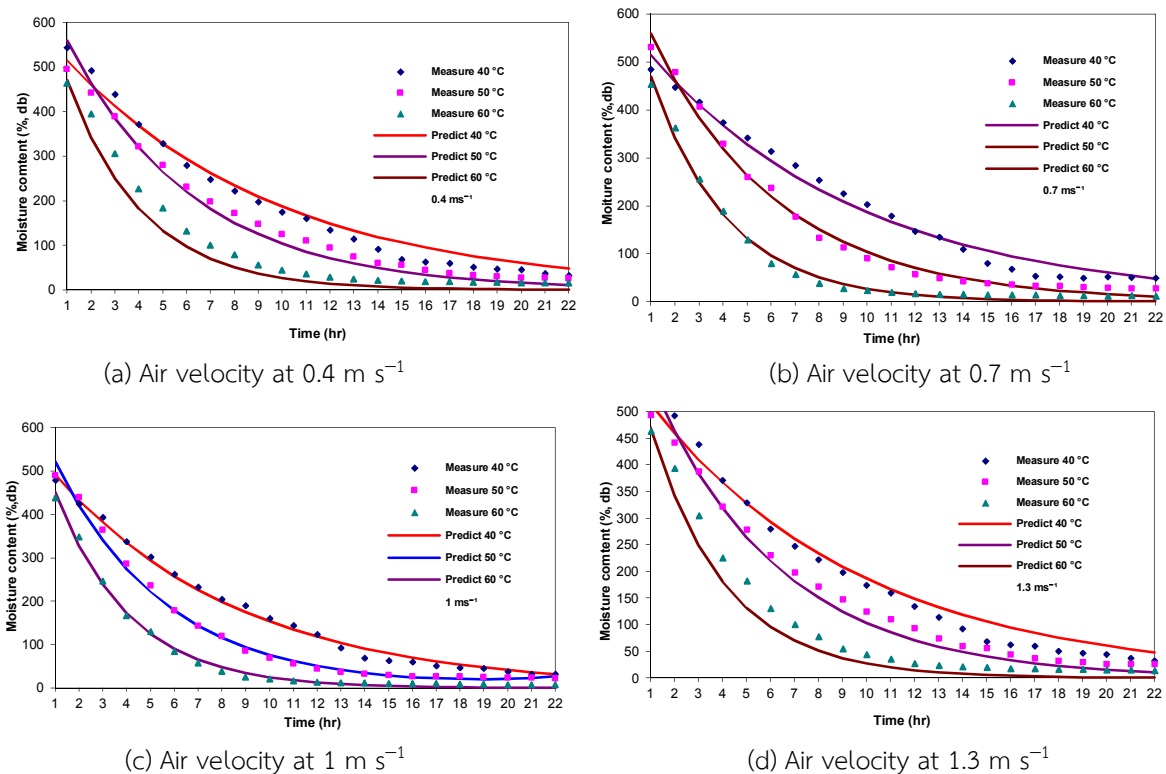 600
500
400
300
200
100
0
Moisture content (%, db)
1 2 3 4 5 6 7 8 9 10 11 12 13 14 15 16 17 18 19 20 21 22
Time (hr)
Measure 40 °C
Measure 50 °C
Measure 60 °C
Predict 40 °C
Predict 50 °C
Predict 60 °C
0.4 ms⁻¹
(a) Air velocity at 0.4 m s⁻¹
600
500
400
300
200
100
0
Moiture content (%, db)
1 2 3 4 5 6 7 8 9 10 11 12 13 14 15 16 17 18 19 20 21 22
Time (hr)
Measure 40 °C
Measure 50 °C
Measure 60 °C
Predict 40 °C
Predict 50 °C
Predict 60 °C
0.7 ms⁻¹
(b) Air velocity at 0.7 m s⁻¹
600
500
400
300
200
100
0
Moisture content (%,db)
1 2 3 4 5 6 7 8 9 10 11 12 13 14 15 16 17 18 19 20 21 22
Time (hr)
Measure 40 °C
Measure 50 °C
Measure 60 °C
Predict 40 °C
Predict 50 °C
Predict 60 °C
1 ms⁻¹
(c) Air velocity at 1 m s⁻¹
500
450
400
350
300
250
200
150
100
50
0
Moisture content (%, db)
1 2 3 4 5 6 7 8 9 10 11 12 13 14 15 16 17 18 19 20 21 22
Time (hr)
Measure 40 °C
Measure 50 °C
Measure 60 °C
Predict 40 °C
Predict 50 °C
Predict 60 °C
1.3 ms⁻¹
(d) Air velocity at 1.3 m s⁻¹